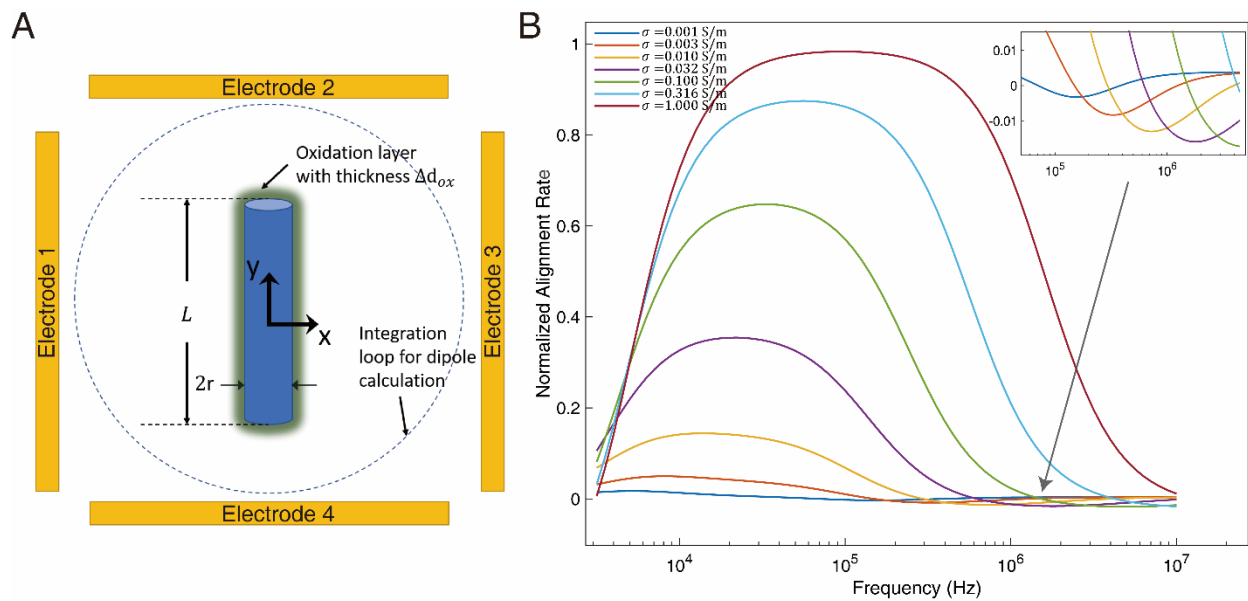 A
Electrode 2
Oxidation layer
with thickness Δd_ox
Electrode 1
L
y
x
2r
Integration
loop for dipole
calculation
Electrode 3
Electrode 4
B
σ =0.001 S/m
σ =0.003 S/m
σ =0.010 S/m
σ =0.032 S/m
σ =0.100 S/m
σ =0.316 S/m
σ =1.000 S/m
0.01
0
-0.01
10^5
10^6
1
0.8
0.6
0.4
0.2
0
Normalized Alignment Rate
10^4
10^5
10^6
10^7
Frequency (Hz)